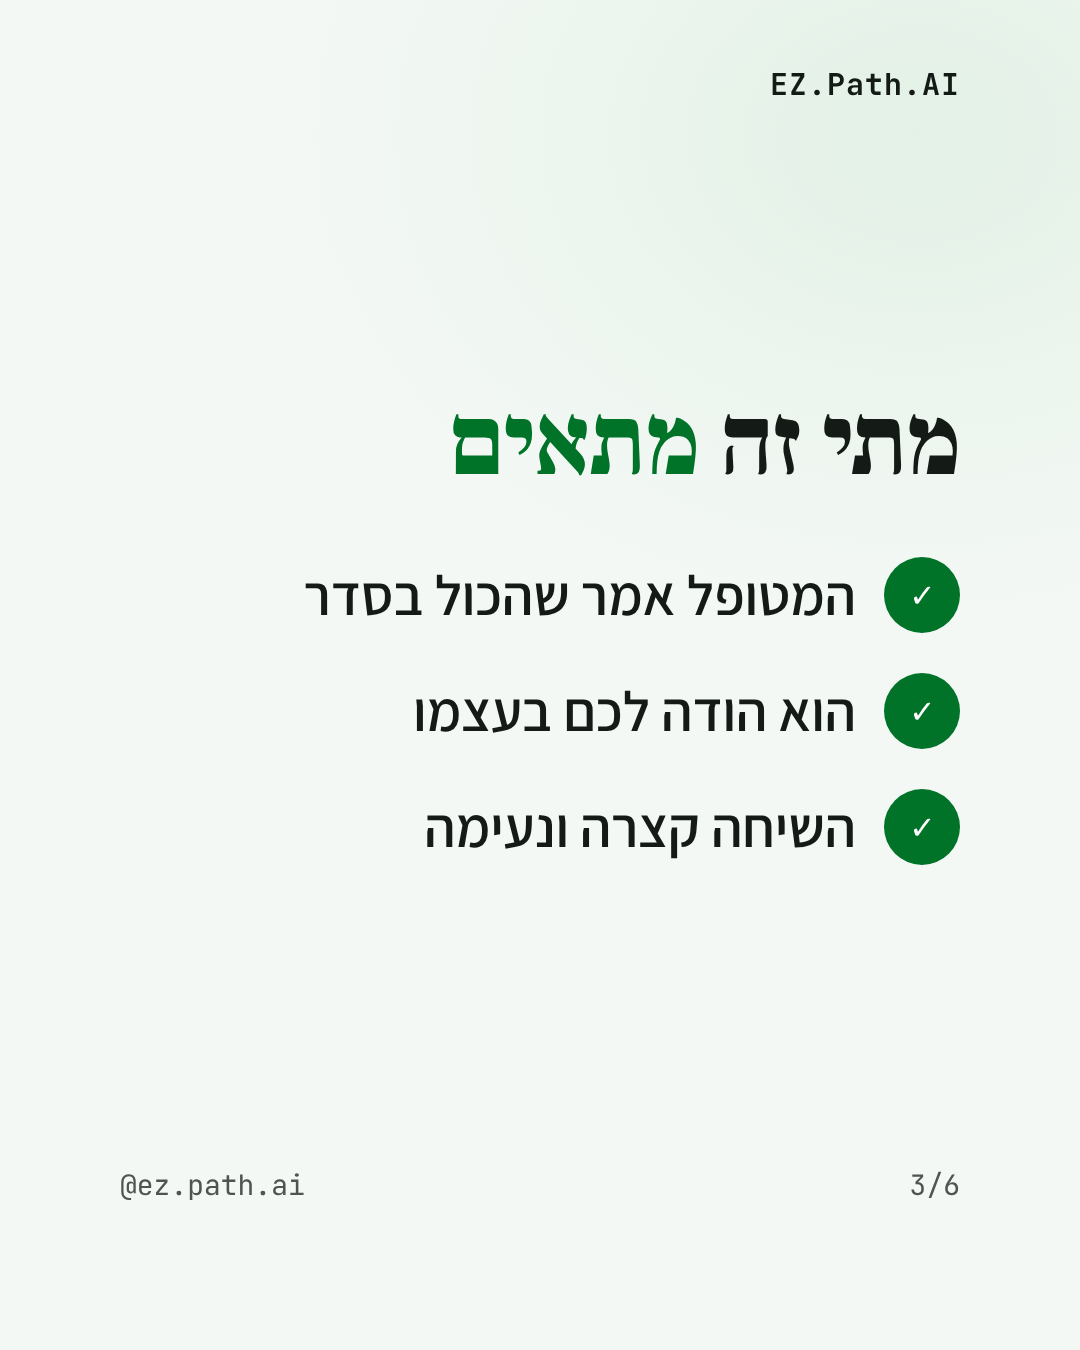 EZ.Path.AI
מתי זה מתאים
✓ המטופל אמר שהכול בסדר
✓ הוא הודה לכם בעצמו
✓ השיחה קצרה ונעימה
@ez.path.ai 3/6